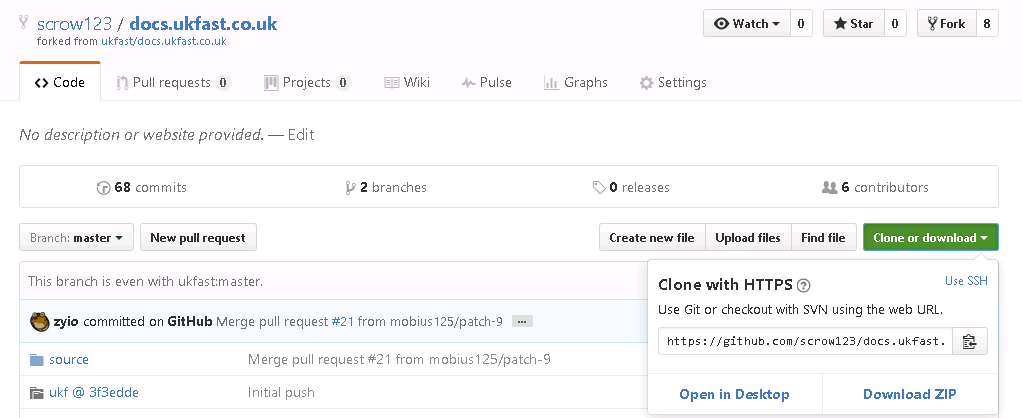 scrow123 / docs.ukfast.co.uk
Watch 0 Star 0 Fork 8
forked from ukfast/docs.ukfast.co.uk
Code Pull requests 0 Projects 0 Wiki Pulse Graphs Settings
No description or website provided. — Edit
68 commits 2 branches 0 releases 6 contributors
Branch: master New pull request Create new file Upload files Find file Clone or download
This branch is even with ukfast:master.
Clone with HTTPS ? Use SSH
Use Git or checkout with SVN using the web URL.
zyio committed on GitHub Merge pull request #21 from mobius125/patch-9 ...
https://github.com/scrow123/docs.ukfast.
source Merge pull request #21 from mobius125/patch-9
ukf @ 3f3edde Initial push
Open in Desktop Download ZIP